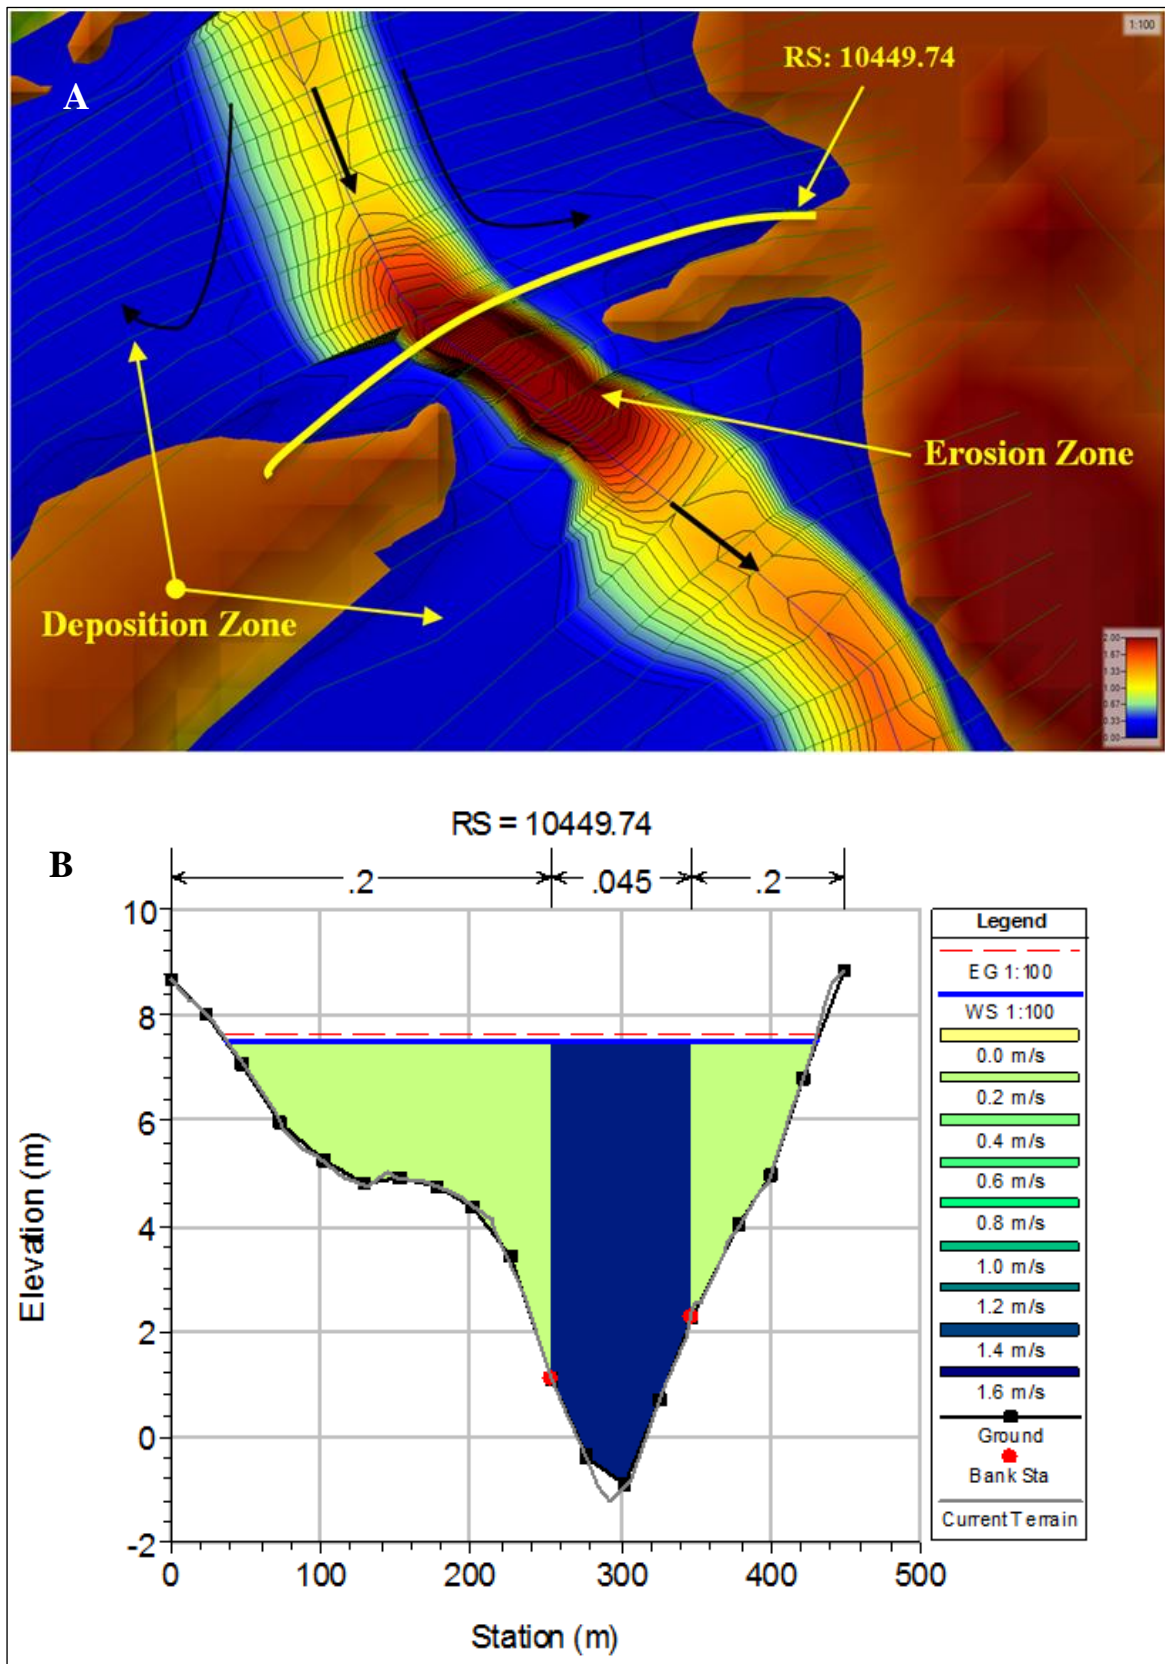 1:100
RS: 10449.74
A
Erosion Zone
Deposition Zone
2.00
1.67
1.33
1.00
0.67
0.33
0.00
RS = 10449.74
B
.2
.045
.2
10
8
6
4
2
0
-2
0
100
200
300
400
500
Elevation (m)
Station (m)
Legend
EG 1:100
WS 1:100
0.0 m/s
0.2 m/s
0.4 m/s
0.6 m/s
0.8 m/s
1.0 m/s
1.2 m/s
1.4 m/s
1.6 m/s
Ground
Bank Sta
Current Terrain